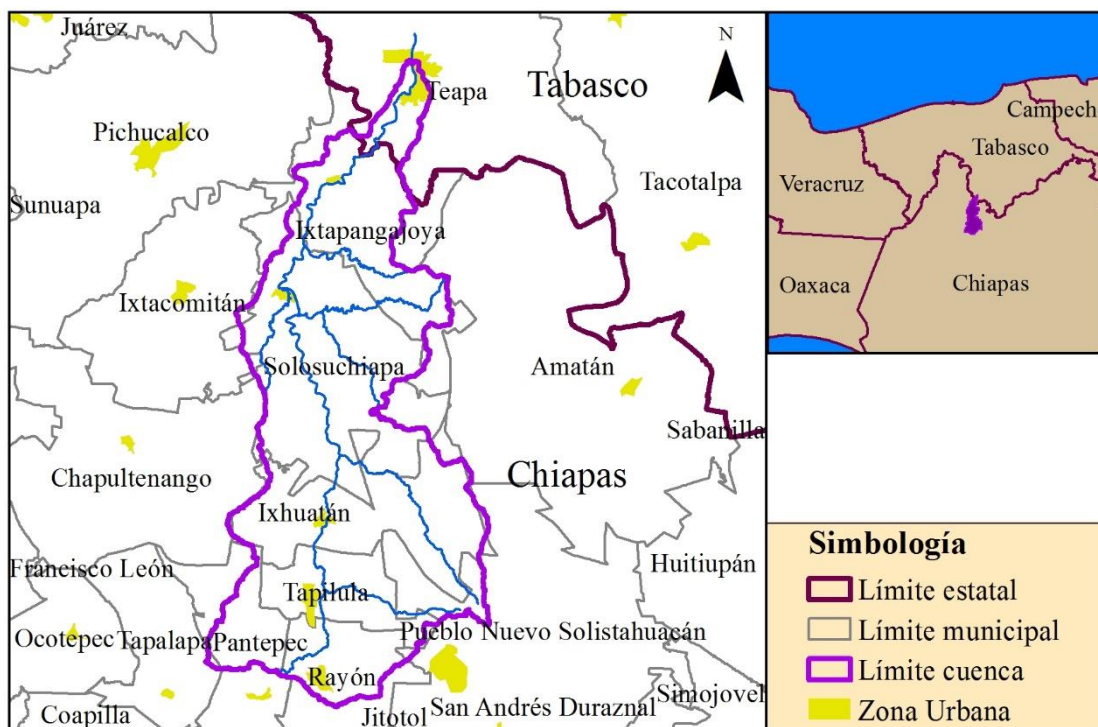 Juárez
N
Teapa
Tabasco
Pichucalco
Tacotalpa
Sunuapa
Ixtapangajoya
Ixtacomitán
Solosuchiapa
Amatán
Sabanilla
Chapultenango
Chiapas
Ixhuatán
Francisco León
Huitiupán
Tapilula
Ocotepec
Tapalapa
Pantepec
Pueblo Nuevo Solistahuacán
Rayón
Simojovel
Coapilla
Jitotol
San Andrés Duraznal
Campech
Tabasco
Veracruz
Oaxaca
Chiapas
Simbología
Límite estatal
Límite municipal
Límite cuenca
Zona Urbana